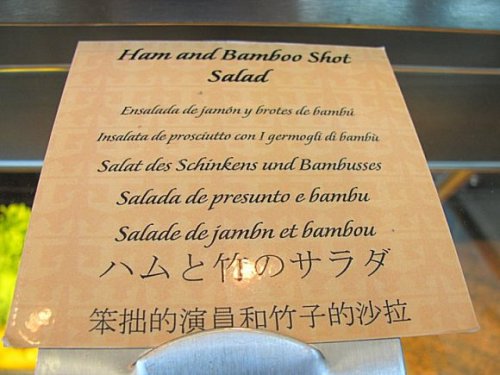 Ham and Bamboo Shot
Salad
Ensalada de jamón y brotes de bambú
Insalata de prosciutto con I germogli di bambù
Salat des Schinkens und Bambusses
Salada de presunto e bambu
Salade de jambn et bambou
ハムと竹のサラダ
笨拙的演員和竹子的沙拉